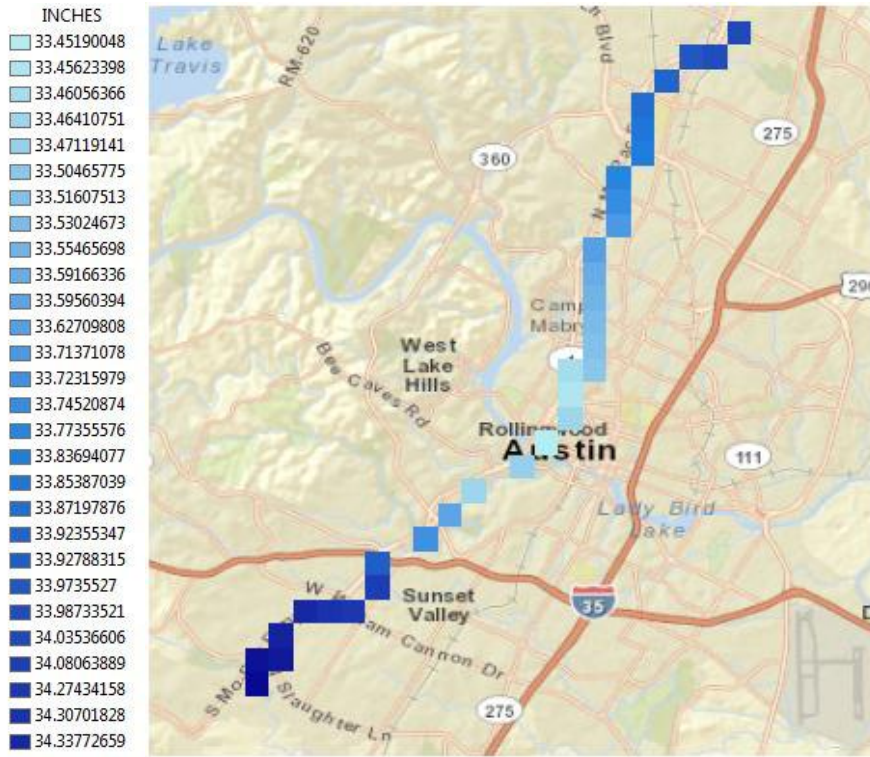 INCHES
33.45190048
33.45623398
33.46056366
33.46410751
33.47119141
33.50465775
33.51607513
33.53024673
33.55465698
33.59166336
33.59560394
33.62709808
33.71371078
33.72315979
33.74520874
33.77355576
33.83694077
33.85387039
33.87197876
33.92355347
33.92788315
33.9735527
33.98733521
34.03536606
34.08063889
34.27434158
34.30701828
34.33772659
Lake
Travis
RM-620
Blvd
275
360
290
Camp
Mabry
West
Lake
Hills
Bee Caves Rd
Rollingwood
Austin
111
Lady Bird
Lake
Sunset
Valley
35
Cannon Dr
Slaughter Ln
275